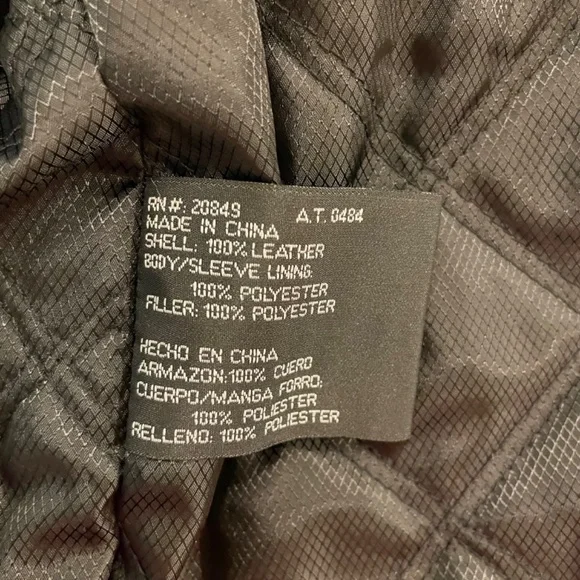 RN#: 20849 A.T. 0484
MADE IN CHINA
SHELL: 100% LEATHER
BODY/SLEEVE LINING:
100% POLYESTER
FILLER: 100% POLYESTER
HECHO EN CHINA
ARMAZON:100% CUERO
CUERPO/MANGA FORRO:
100% POLIESTER
RELLENO: 100% POLIESTER